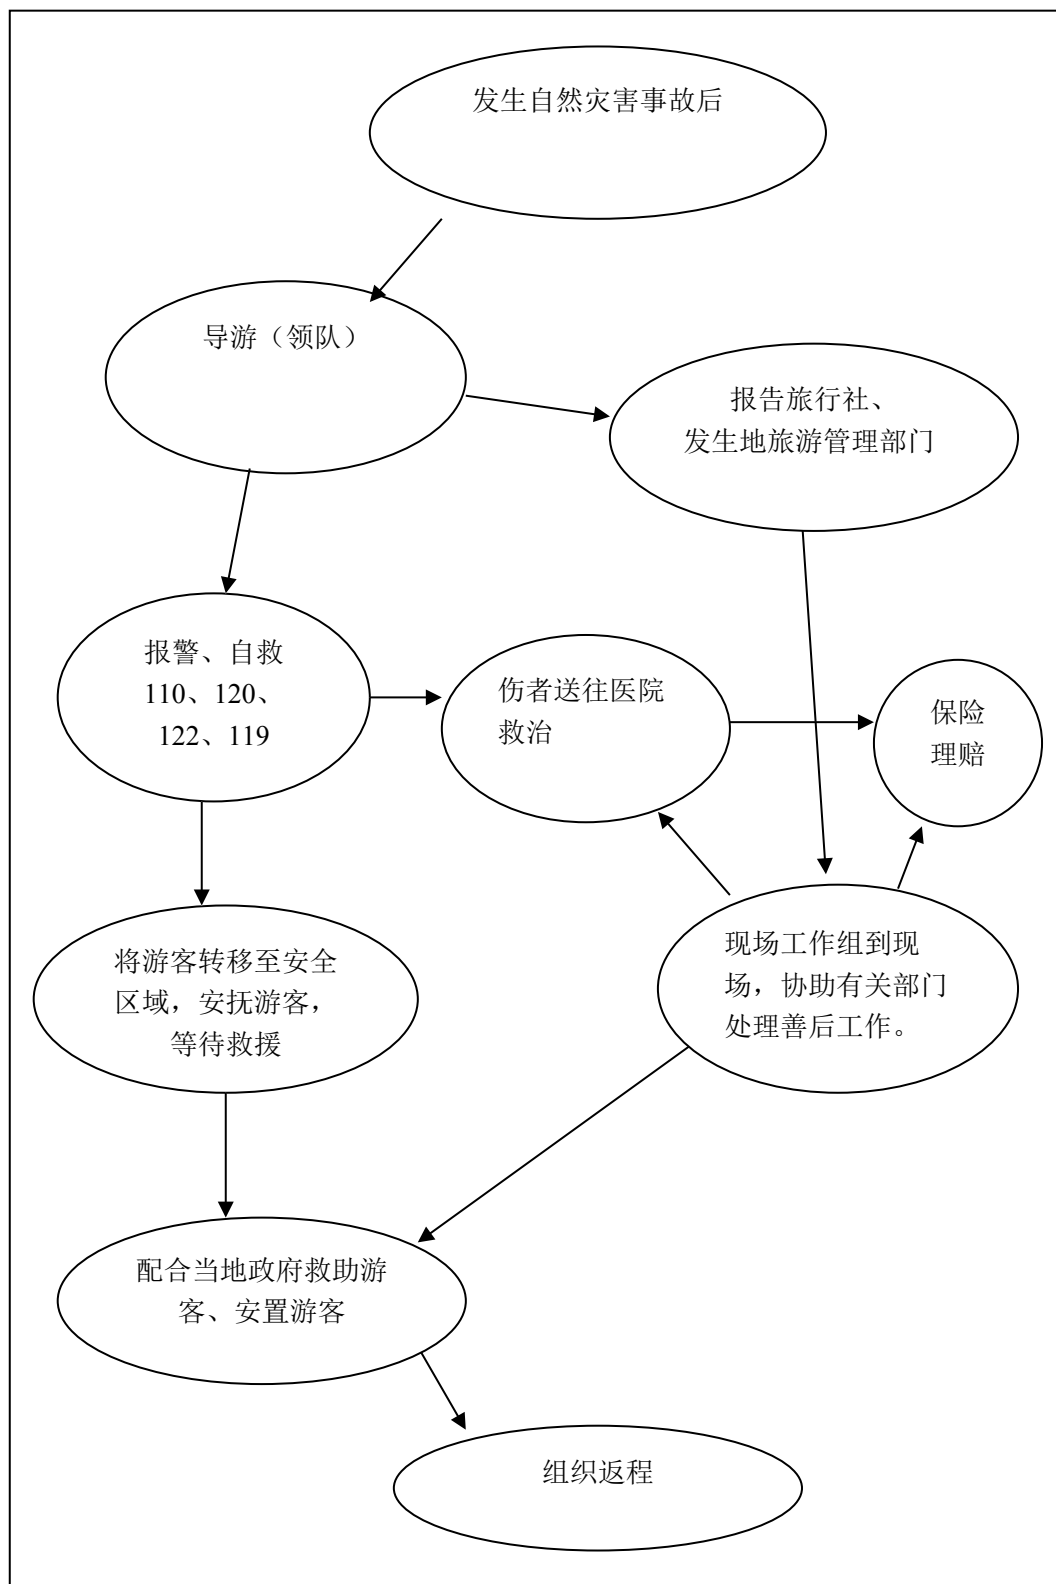 发生自然灾害事故后
导游（领队）
报告旅行社、
发生地旅游管理部门
报警、自救
110、120、
122、119
伤者送往医院
救治
保险
理赔
将游客转移至安全
区域，安抚游客，
等待救援
现场工作组到现
场，协助有关部门
处理善后工作。
配合当地政府救助游
客、安置游客
组织返程